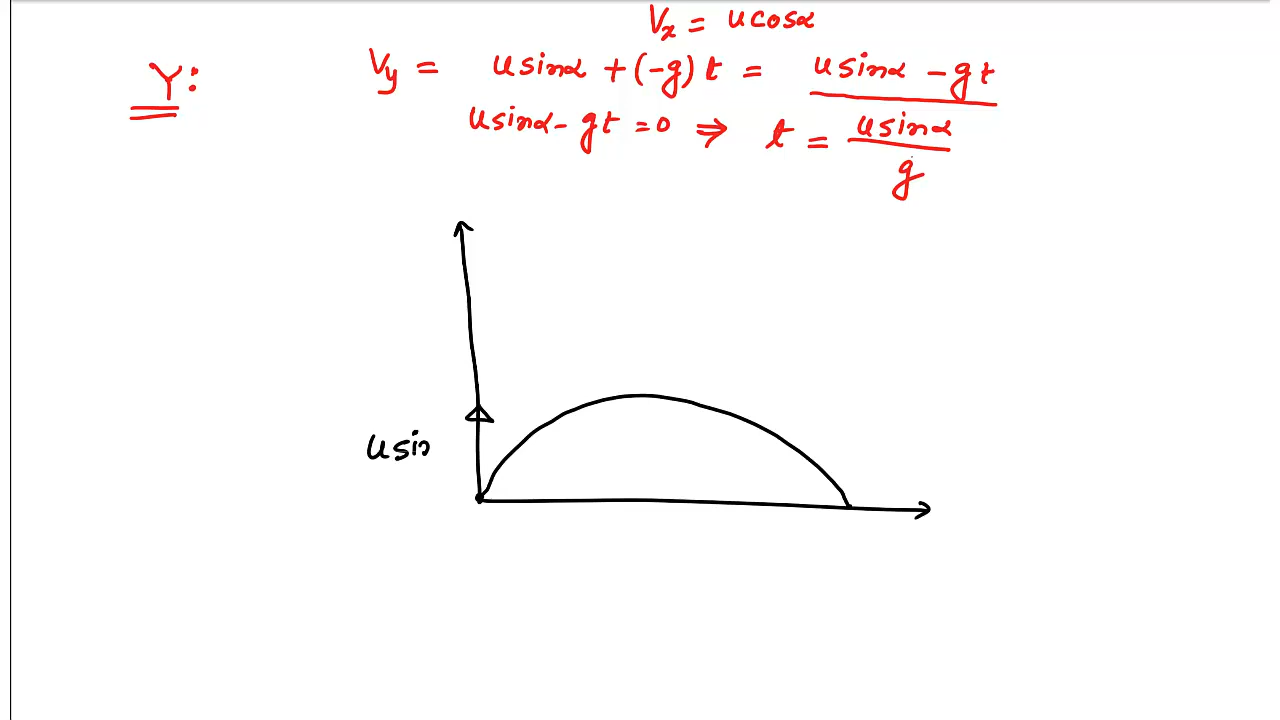 Vx = ucosα
Y: Vy = usinα + (-g) t = usinα - gt
usinα - gt = 0 ⇒ t = usinα/g
usin